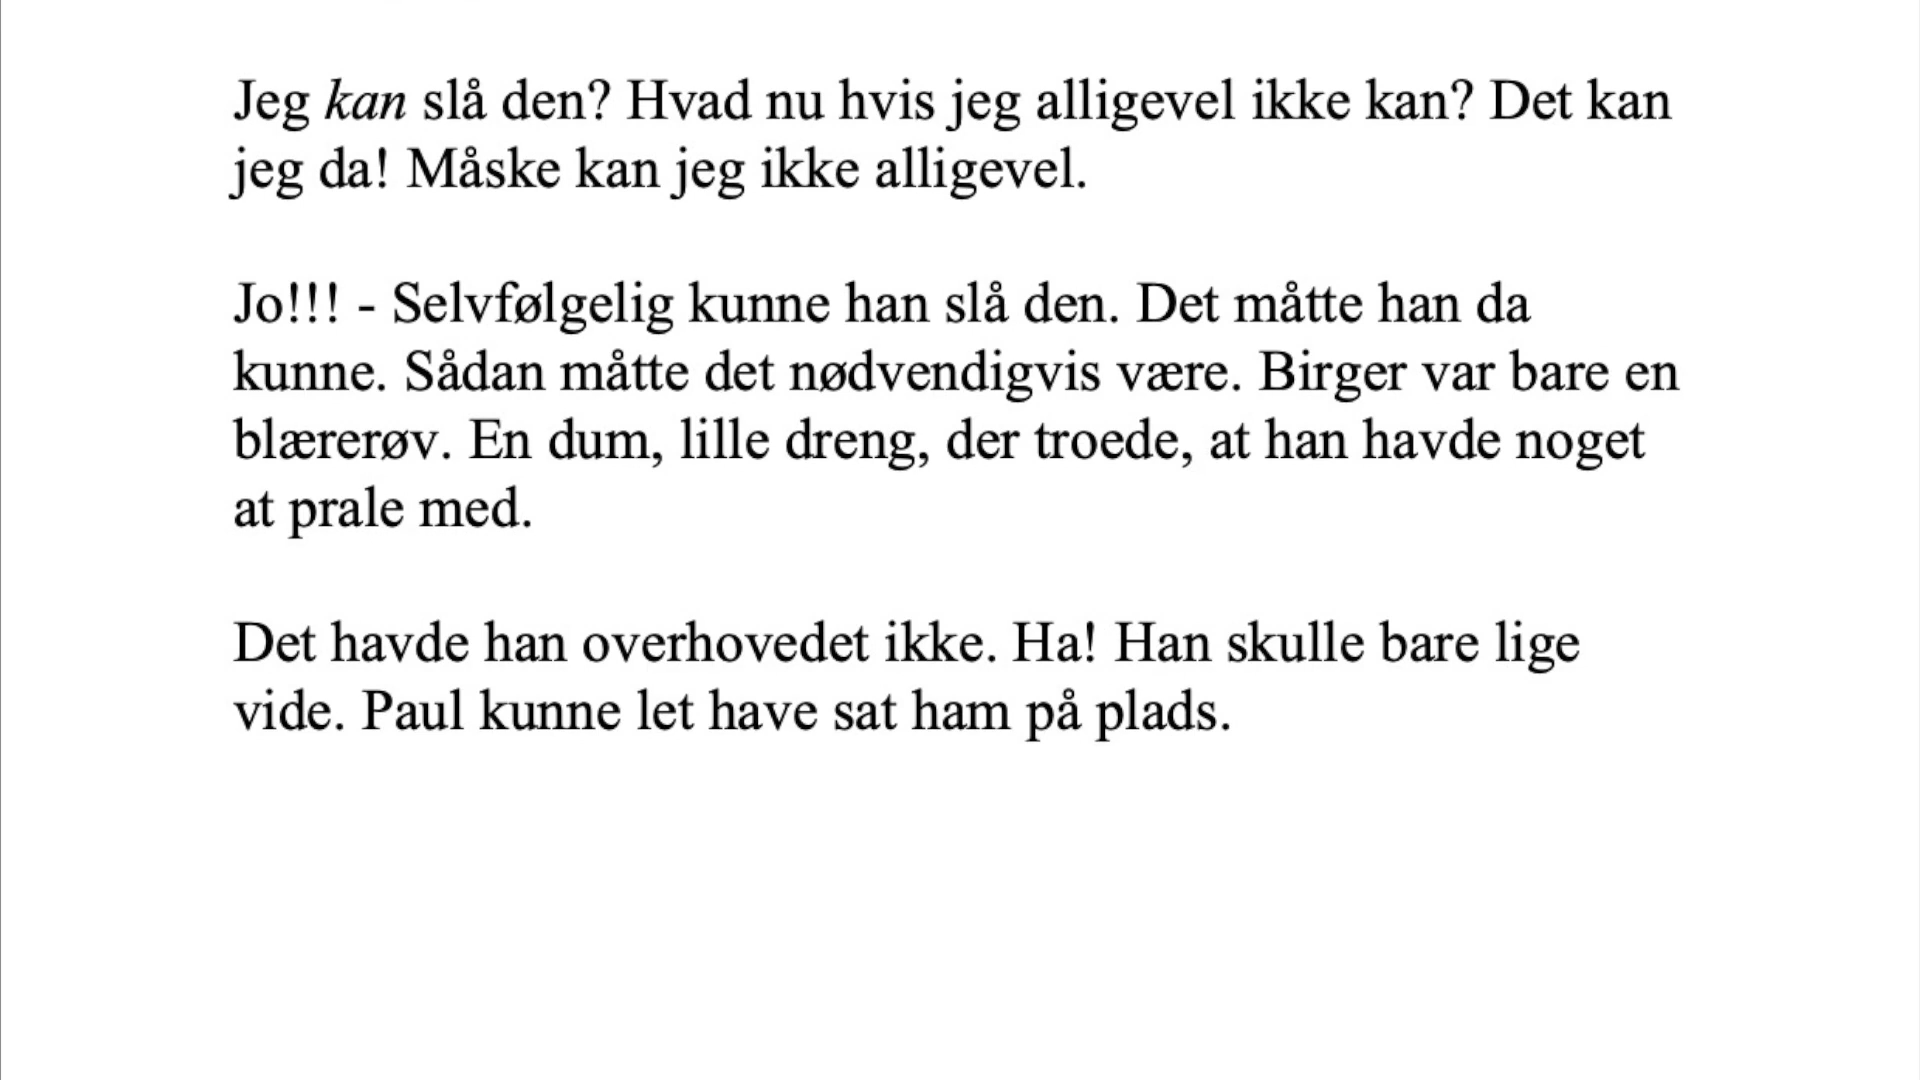 Jeg kan slå den? Hvad nu hvis jeg alligevel ikke kan? Det kan
jeg da! Måske kan jeg ikke alligevel.
Jo!!! - Selvfølgelig kunne han slå den. Det måtte han da
kunne. Sådan måtte det nødvendigvis være. Birger var bare en
blærerøv. En dum, lille dreng, der troede, at han havde noget
at prale med.
Det havde han overhovedet ikke. Ha! Han skulle bare lige
vide. Paul kunne let have sat ham på plads.